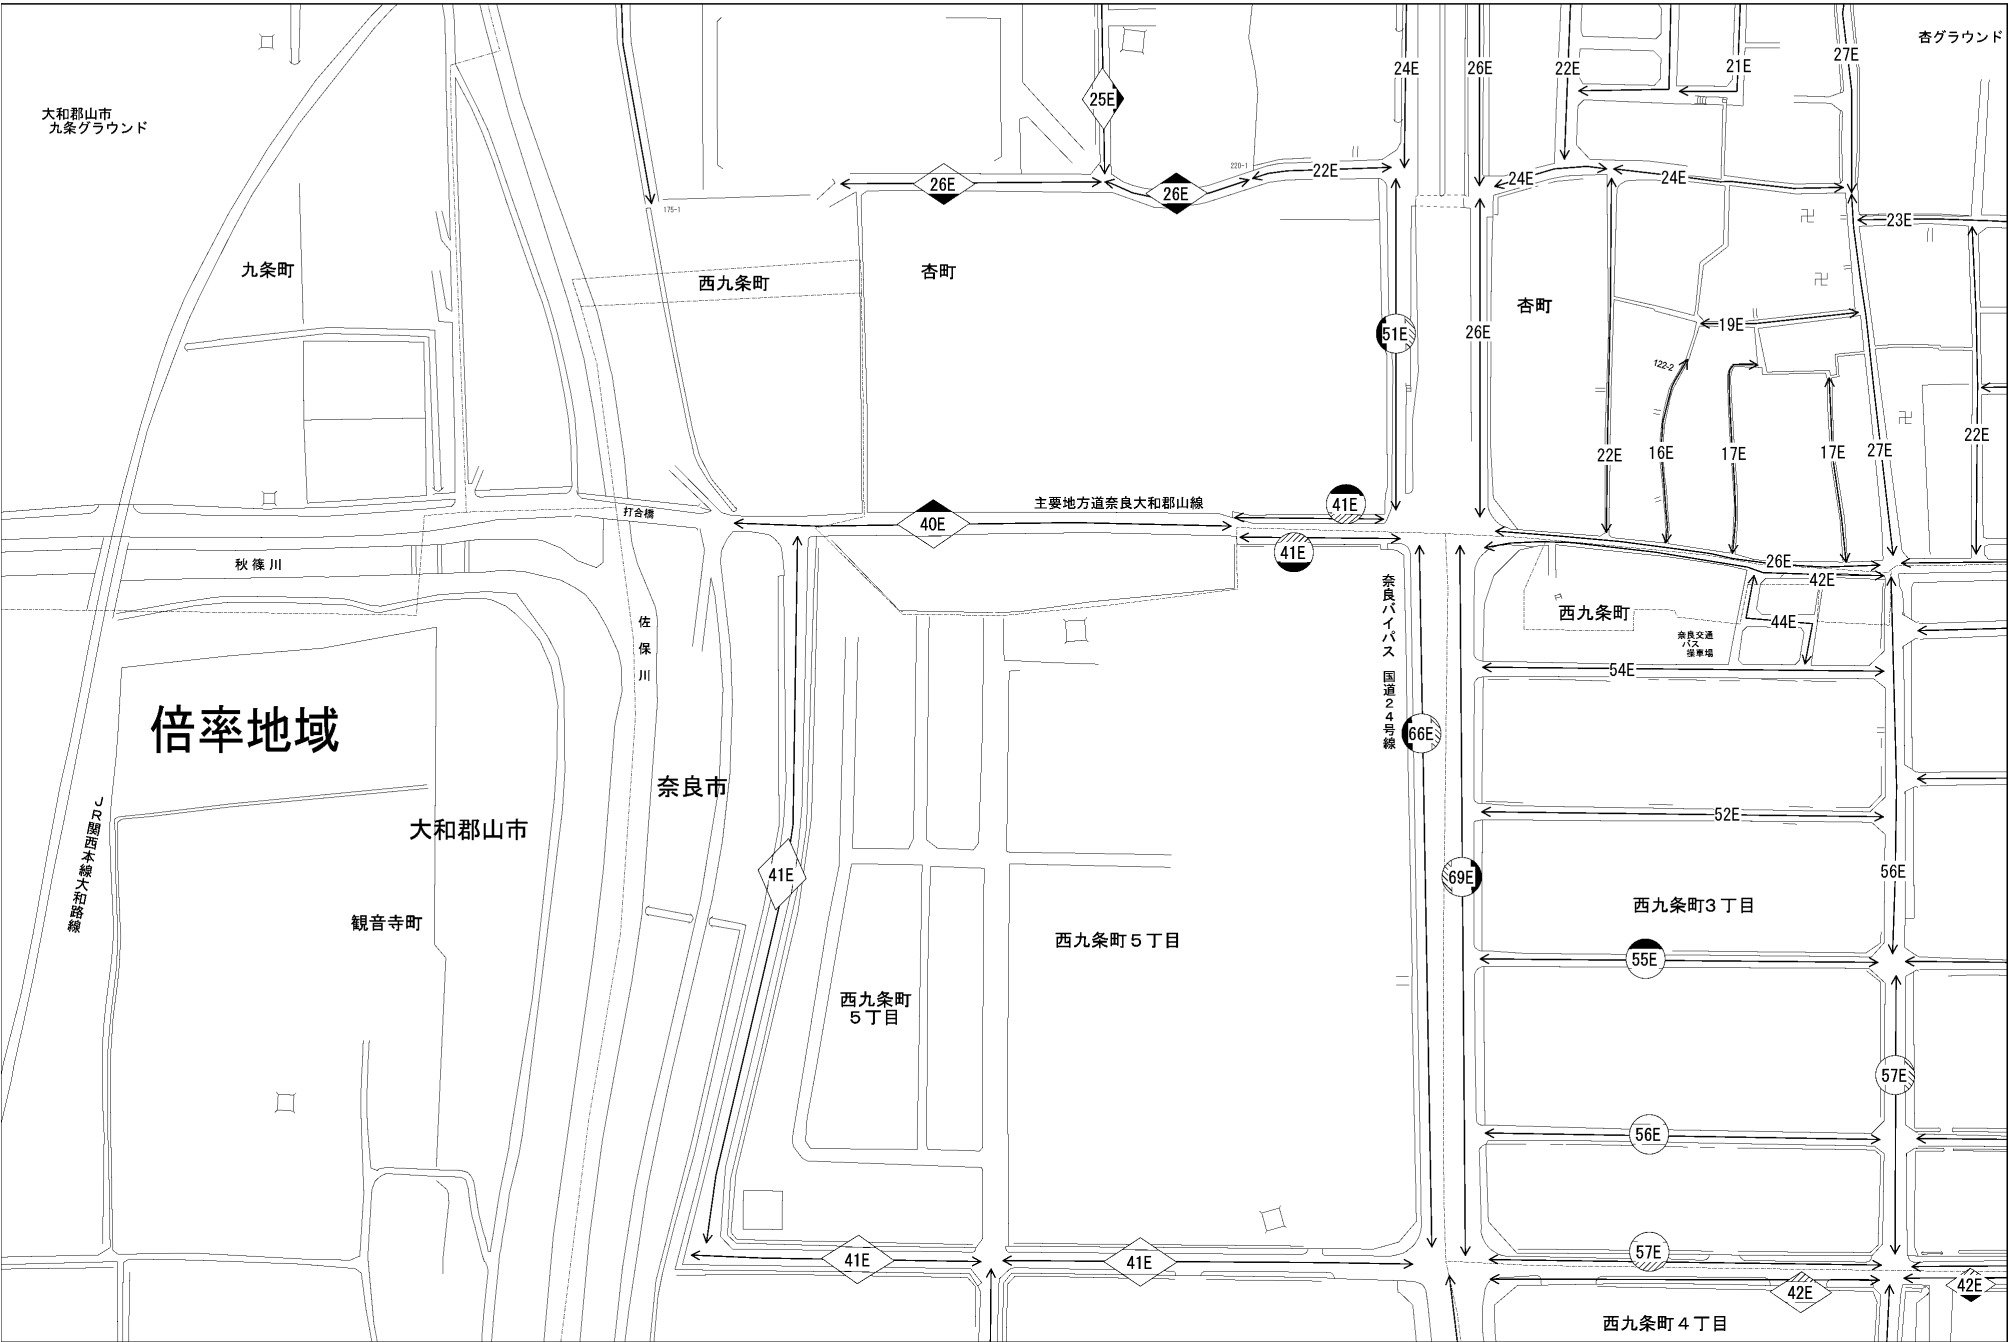 杏グラウンド
24E
26E
22E
21E
27E
25E
大和郡山市
九条グラウンド
220-1
22E
26E
26E
24E
24E
175-1
23E
九条町
西九条町
杏町
杏町
51E
26E
19E
122-2
22E
16E
17E
17E
27E
22E
主要地方道奈良大和郡山線
41E
打合橋
40E
41E
秋篠川
26E
42E
奈良バイパス 国道24号線
西九条町
44E
奈良交通
バス
操車場
佐保川
54E
倍率地域
66E
奈良市
大和郡山市
52E
JR関西本線大和路線
41E
69E
56E
観音寺町
西九条町5丁目
西九条町3丁目
55E
西九条町
5丁目
57E
56E
41E
41E
57E
42E
42E
西九条町4丁目